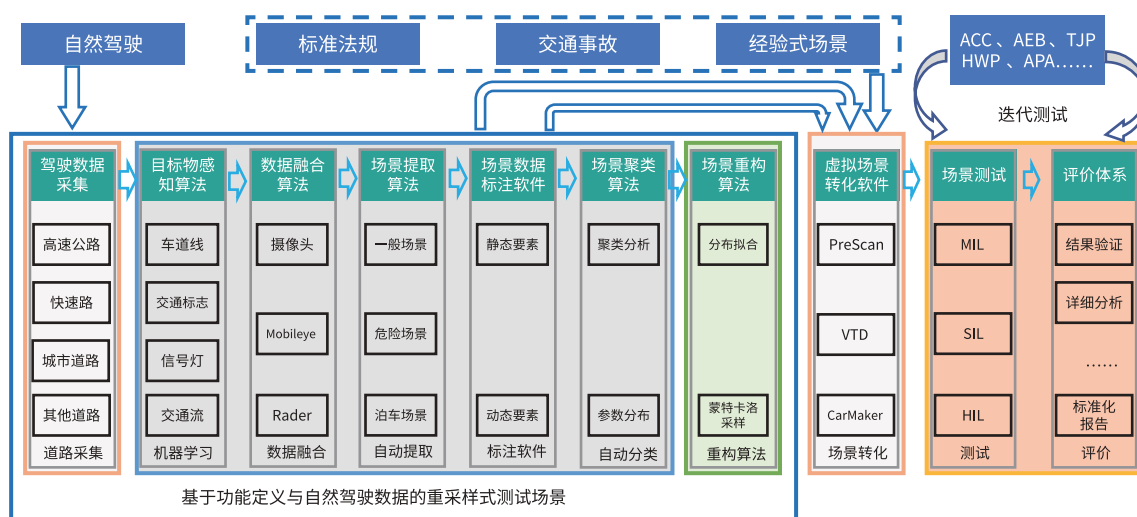 自然驾驶
标准法规
交通事故
经验式场景
ACC 、AEB、TJP
HWP 、APA......
迭代测试
驾驶数据
采集
高速公路
快速路
城市道路
其他道路
道路采集
目标物感
知算法
车道线
交通标志
信号灯
交通流
机器学习
数据融合
算法
摄像头
Mobileye
Rader
数据融合
场景提取
算法
一般场景
危险场景
泊车场景
自动提取
场景数据
标注软件
静态要素
动态要素
标注软件
场景聚类
算法
聚类分析
参数分布
自动分类
场景重构
算法
分布拟合
蒙特卡洛
采样
重构算法
虚拟场景
转化软件
PreScan
VTD
CarMaker
场景转化
场景测试
MIL
SIL
HIL
测试
评价体系
结果验证
详细分析
......
标准化
报告
评价
基于功能定义与自然驾驶数据的重采样式测试场景